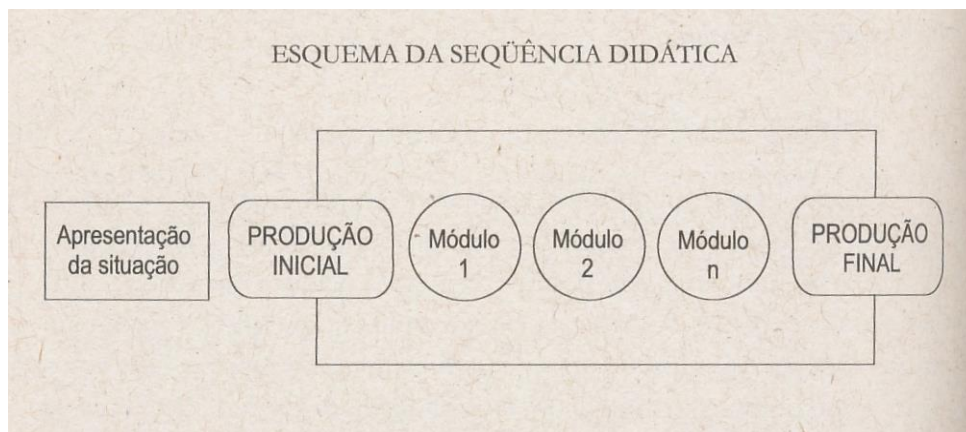 ESQUEMA DA SEQÜÊNCIA DIDÁTICA
Apresentação
da situação
PRODUÇÃO
INICIAL
Módulo
1
Módulo
2
Módulo
n
PRODUÇÃO
FINAL